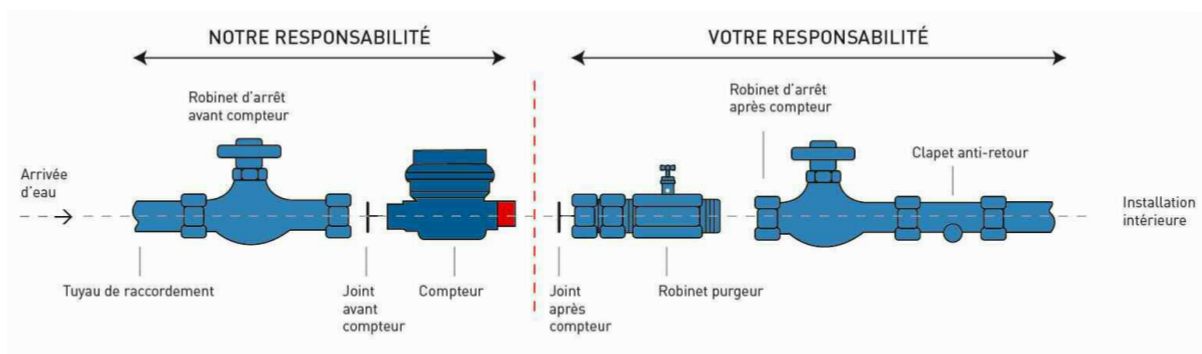 NOTRE RESPONSABILITÉ
VOTRE RESPONSABILITÉ
Robinet d'arrêt
avant compteur
Robinet d'arrêt
après compteur
Clapet anti-retour
Arrivée
d'eau
Installation
intérieure
Tuyau de raccordement
Joint
avant
compteur
Compteur
Joint
après
compteur
Robinet purgeur